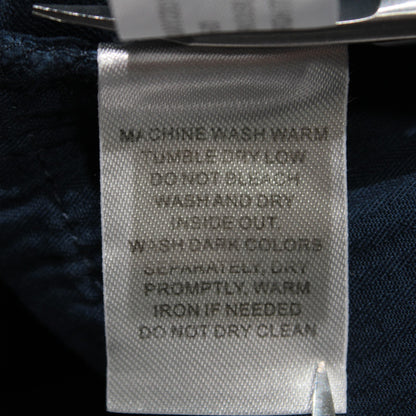 MACHINE WASH WARM
TUMBLE DRY LOW
DO NOT BLEACH
WASH AND DRY
INSIDE OUT.
WASH DARK COLORS
SEPARATELY, DRY
PROMPTLY, WARM
IRON IF NEEDED
DO NOT DRY CLEAN